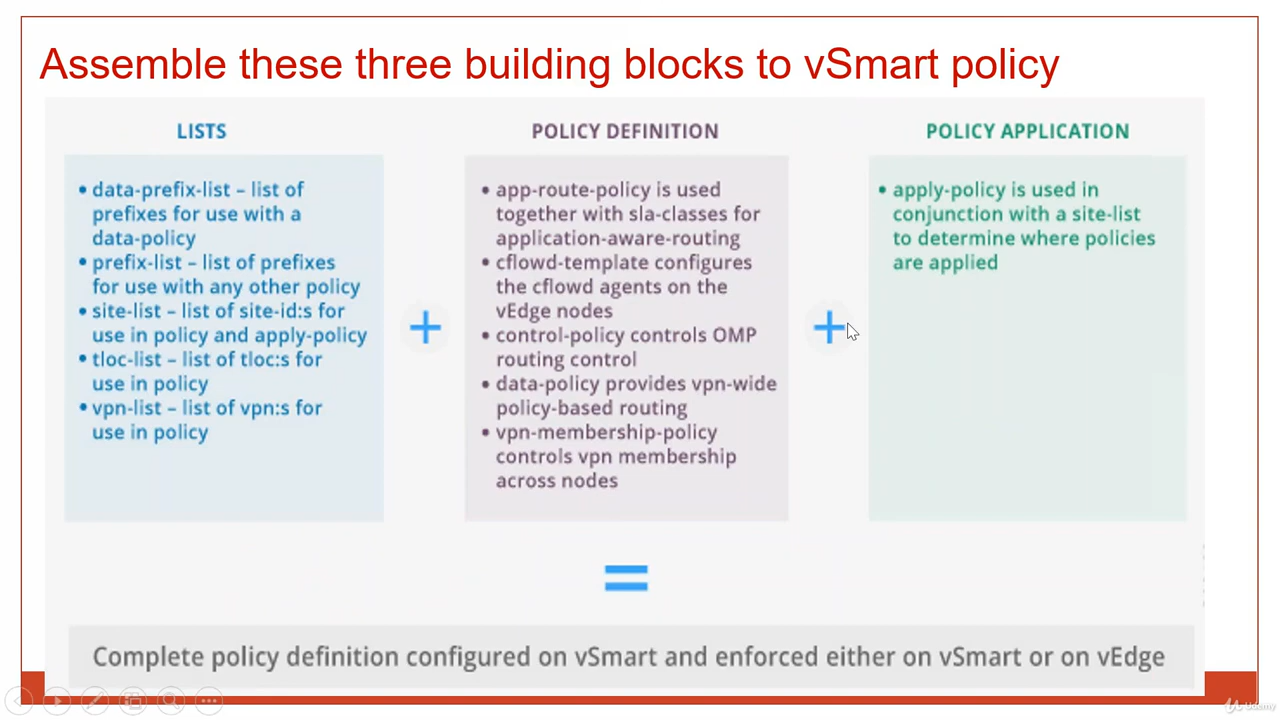 Assemble these three building blocks to vSmart policy
LISTS
• data-prefix-list – list of
prefixes for use with a
data-policy
• prefix-list – list of prefixes
for use with any other policy
• site-list – list of site-id:s for
use in policy and apply-policy
• tloc-list – list of tloc:s for
use in policy
• vpn-list – list of vpn:s for
use in policy
+
POLICY DEFINITION
• app-route-policy is used
together with sla-classes for
application-aware-routing
• cflowd-template configures
the cflowd agents on the
vEdge nodes
• control-policy controls OMP
routing control
• data-policy provides vpn-wide
policy-based routing
• vpn-membership-policy
controls vpn membership
across nodes
+
POLICY APPLICATION
• apply-policy is used in
conjunction with a site-list
to determine where policies
are applied
=
Complete policy definition configured on vSmart and enforced either on vSmart or on vEdge
Udemy